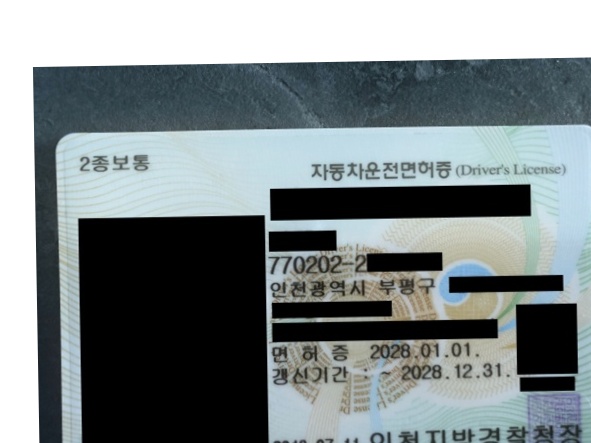 2종보통
자동차운전면허증 (Driver's License)
770202-2
인천광역시 부평구
면 허 증 2028.01.01.
갱신기간 : ~ 2028.12.31.
인천지방경찰청장